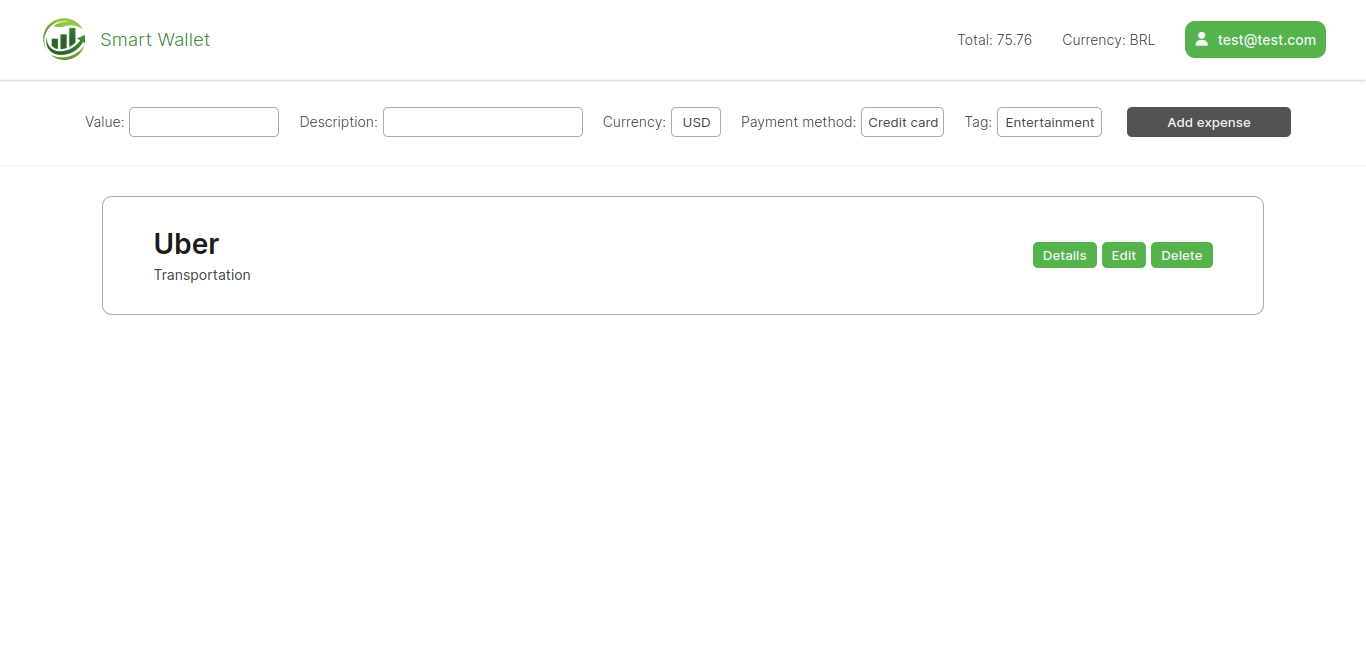 Smart Wallet Total: 75.76 Currency: BRL test@test.com
Value: Description: Currency: USD Payment method: Credit card Tag: Entertainment Add expense
Uber
Transportation
Details Edit Delete